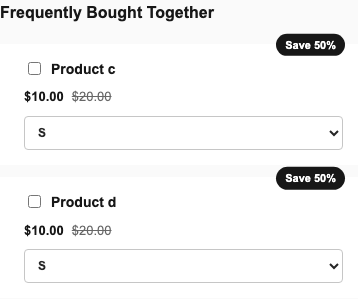 Frequently Bought Together
Save 50%
Product c
$10.00 $20.00
S
Save 50%
Product d
$10.00 $20.00
S